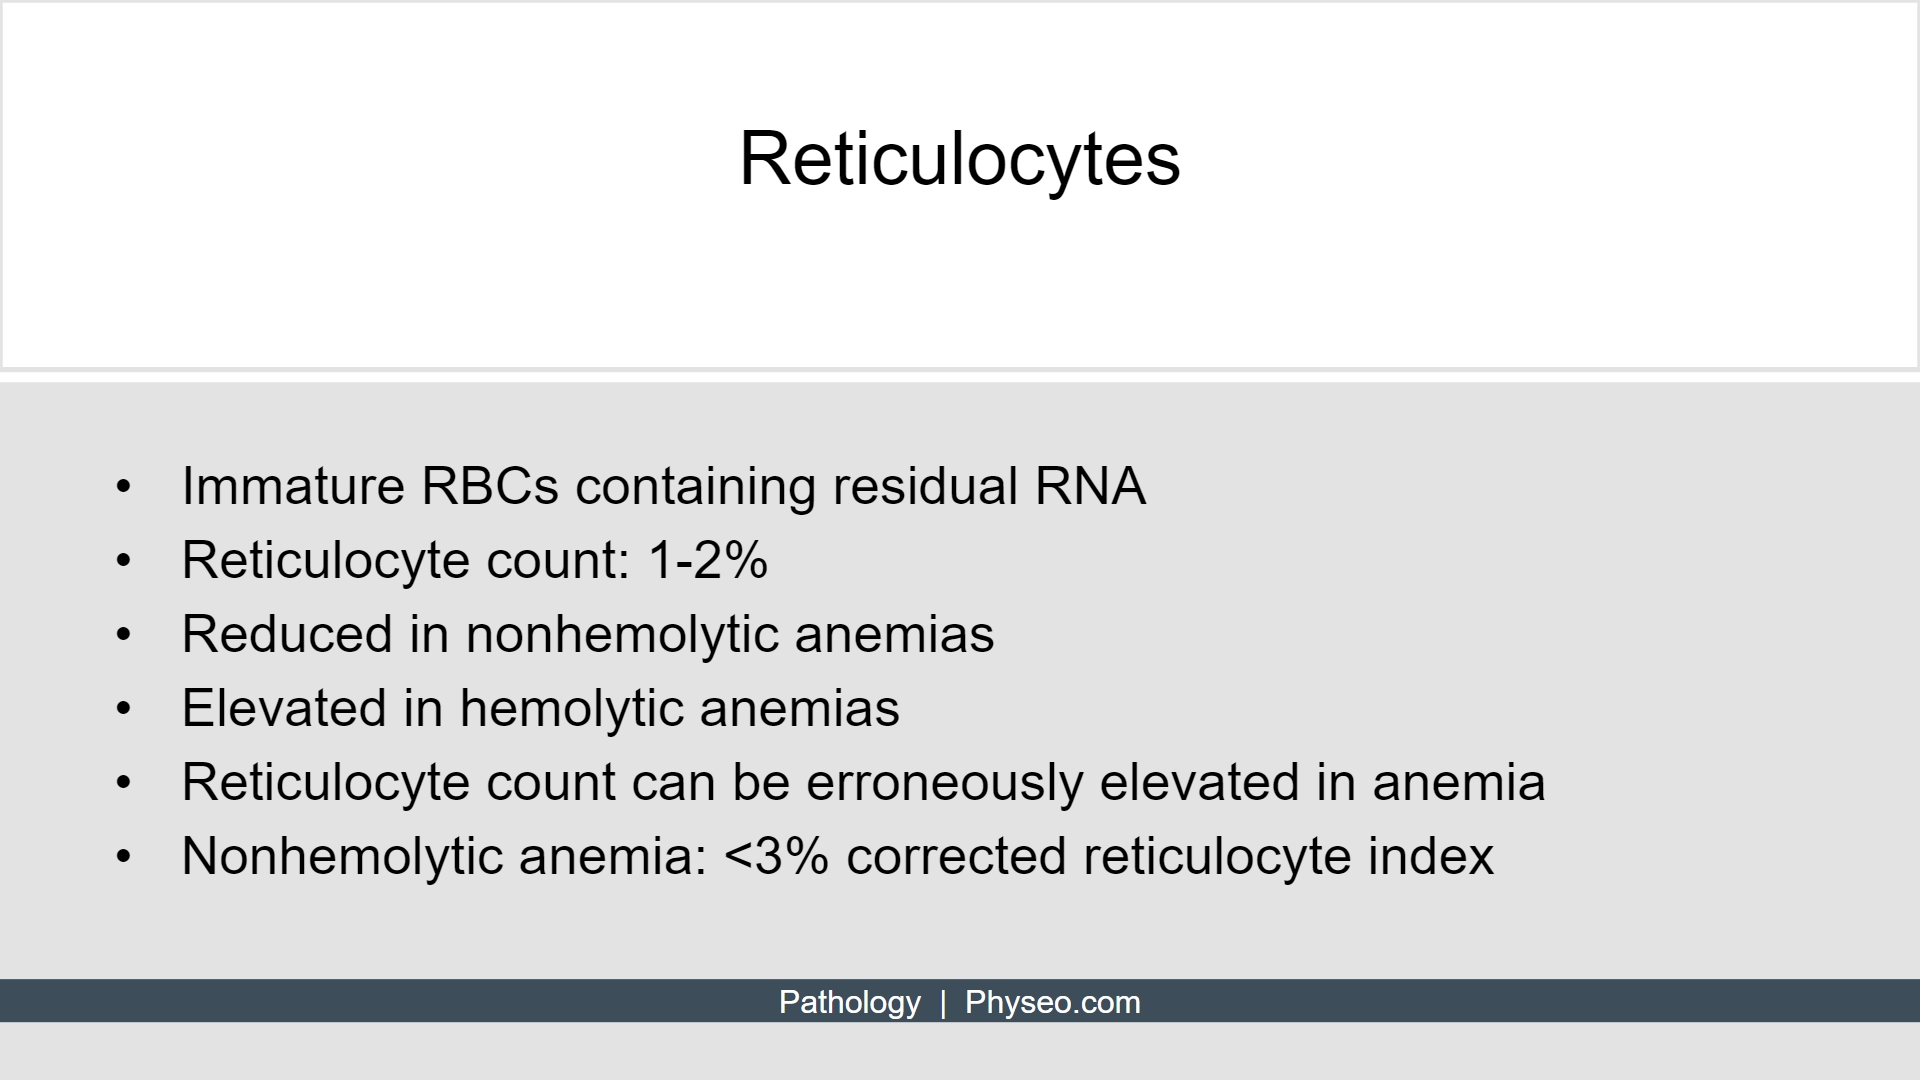 Reticulocytes
• Immature RBCs containing residual RNA
• Reticulocyte count: 1-2%
• Reduced in nonhemolytic anemias
• Elevated in hemolytic anemias
• Reticulocyte count can be erroneously elevated in anemia
• Nonhemolytic anemia: <3% corrected reticulocyte index
Pathology | Physeo.com